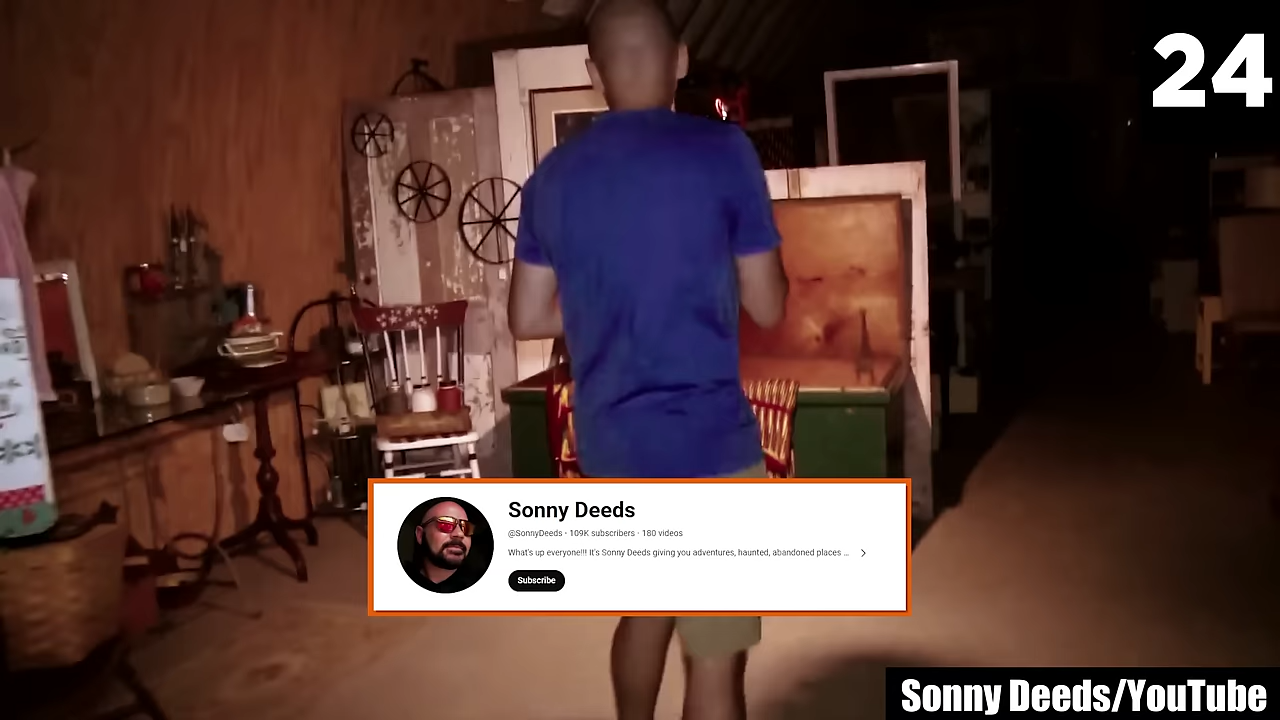 24
Sonny Deeds
@SonnyDeeds · 109K subscribers · 180 videos
What's up everyone!!! It's Sonny Deeds giving you adventures, haunted, abandoned places ...
Subscribe
Sonny Deeds/YouTube